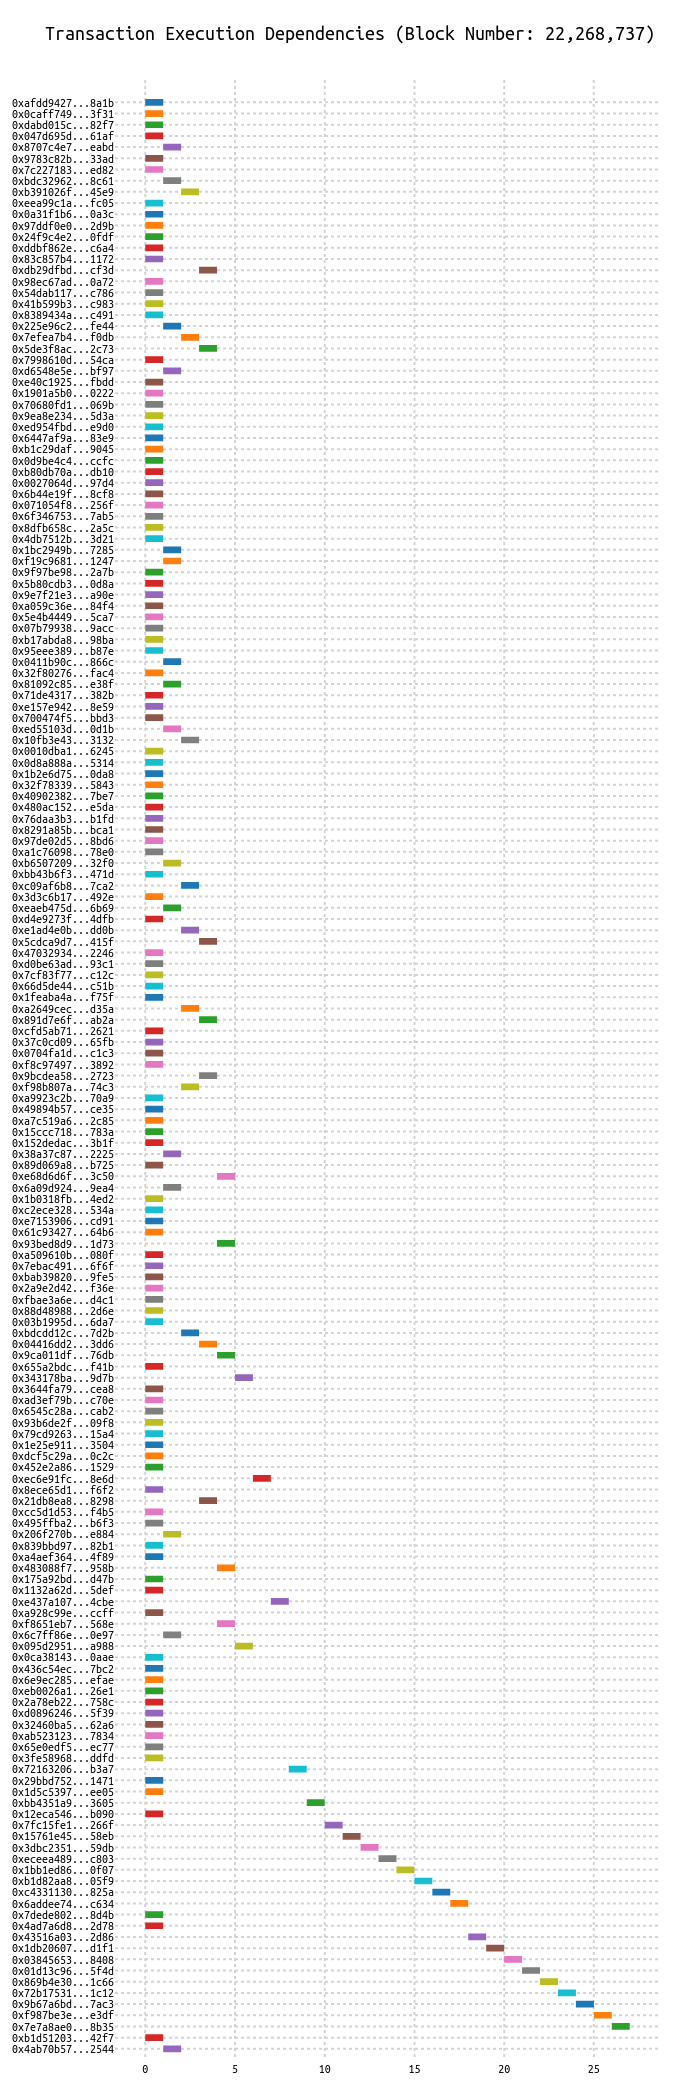 Transaction Execution Dependencies (Block Number: 22,268,737)
0xafdd9427...8a1b
0x0caff749...3f31
0xdabd015c...82f7
0x047d695d...61af
0x8707c4e7...eabd
0x9783c82b...33ad
0x7c227183...ed82
0xbdc32962...8c61
0xb391026f...45e9
0xeea99c1a...fc05
0x0a31f1b6...0a3c
0x97ddf0e0...2d9b
0x24f9c4e2...0fdf
0xddbf862e...c6a4
0x83c857b4...1172
0xdb29dfbd...cf3d
0x98ec67ad...0a72
0x54dab117...c786
0x41b599b3...c983
0x8389434a...c491
0x225e96c2...fe44
0x7efea7b4...f0db
0x5de3f8ac...2c73
0x7998610d...54ca
0xd6548e5e...bf97
0xe40c1925...fbdd
0x1901a5b0...0222
0x70680fd1...069b
0x9ea8e234...5d3a
0xed954fbd...e9d0
0x6447af9a...83e9
0xb1c29daf...9045
0x0d9be4c4...ccfc
0xb80db70a...db10
0x0027064d...97d4
0x6b44e19f...8cf8
0x071054f8...256f
0x6f346753...7ab5
0x8dfb658c...2a5c
0x4db7512b...3d21
0x1bc2949b...7285
0xf19c9681...1247
0x9f97be98...2a7b
0x5b80cdb3...0d8a
0x9e7f21e3...a90e
0xa059c36e...84f4
0x5e4b4449...5ca7
0x07b79938...9acc
0xb17abda8...98ba
0x95eee389...b87e
0x0411b90c...866c
0x32f80276...fac4
0x81092c85...e38f
0x71de4317...382b
0xe157e942...8e59
0x700474f5...bbd3
0xed55103d...0d1b
0x10fb3e43...3132
0x0010dba1...6245
0x0d8a888a...5314
0x1b2e6d75...0da8
0x32f78339...5843
0x40902382...7be7
0x480ac152...e5da
0x76daa3b3...b1fd
0x8291a85b...bca1
0x97de02d5...8bd6
0xa1c76098...78e0
0xb6507209...32f0
0xbb43b6f3...471d
0xc09af6b8...7ca2
0x3d3c6b17...492e
0xeaeb475d...6b69
0xd4e9273f...4dfb
0xe1ad4e0b...dd0b
0x5cdca9d7...415f
0x47032934...2246
0xd0be63ad...93c1
0x7cf83f77...c12c
0x66d5de44...c51b
0x1feaba4a...f75f
0xa2649cec...d35a
0x891d7e6f...ab2a
0xcfd5ab71...2621
0x37c0cd09...65fb
0x0704fa1d...c1c3
0xf8c97497...3892
0x9bcdea58...2723
0xf98b807a...74c3
0xa9923c2b...70a9
0x49894b57...ce35
0xa7c519a6...2c85
0x15ccc718...783a
0x152dedac...3b1f
0x38a37c87...2225
0x89d069a8...b725
0xe68d6d6f...3c50
0x6a09d924...9ea4
0x1b0318fb...4ed2
0xc2ece328...534a
0xe7153906...cd91
0x61c93427...64b6
0x93bed8d9...1d73
0xa509610b...080f
0x7ebac491...6f6f
0xbab39820...9fe5
0x2a9e2d42...f36e
0xfbae3a6e...d4c1
0x88d48988...2d6e
0x03b1995d...6da7
0xbdcdd12c...7d2b
0x04416dd2...3dd6
0x9ca011df...76db
0x655a2bdc...f41b
0x343178ba...9d7b
0x3644fa79...cea8
0xad3ef79b...c70e
0x6545c28a...cab2
0x93b6de2f...09f8
0x79cd9263...15a4
0x1e25e911...3504
0xdcf5c29a...0c2c
0x452e2a86...1529
0xec6e91fc...8e6d
0x8ece65d1...f6f2
0x21db8ea8...8298
0xcc5d1d53...f4b5
0x495ffba2...b6f3
0x206f270b...e884
0x839bbd97...82b1
0xa4aef364...4f89
0x483088f7...958b
0x175a92bd...d47b
0x1132a62d...5def
0xe437a107...4cbe
0xa928c99e...ccff
0xf8651eb7...568e
0x6c7ff86e...0e97
0x095d2951...a988
0x0ca38143...0aae
0x436c54ec...7bc2
0x6e9ec285...efae
0xeb0026a1...26e1
0x2a78eb22...758c
0xd0896246...5f39
0x32460ba5...62a6
0xab523123...7834
0x65e0edf5...ec77
0x3fe58968...ddfd
0x72163206...b3a7
0x29bbd752...1471
0x1d5c5397...ee05
0xbb4351a9...3605
0x12eca546...b090
0x7fc15fe1...266f
0x15761e45...58eb
0x3dbc2351...59db
0xeceea489...c803
0x1bb1ed86...0f07
0xb1d82aa8...05f9
0xc4331130...825a
0x6addee74...c634
0x7dede802...8d4b
0x4ad7a6d8...2d78
0x43516a03...2d86
0x1db20607...d1f1
0x03845653...8408
0x01d13c96...5f4d
0x869b4e30...1c66
0x72b17531...1c12
0x9b67a6bd...7ac3
0xf987be3e...e3df
0x7e7a8ae0...8b35
0xb1d51203...42f7
0x4ab70b57...2544
0 5 10 15 20 25